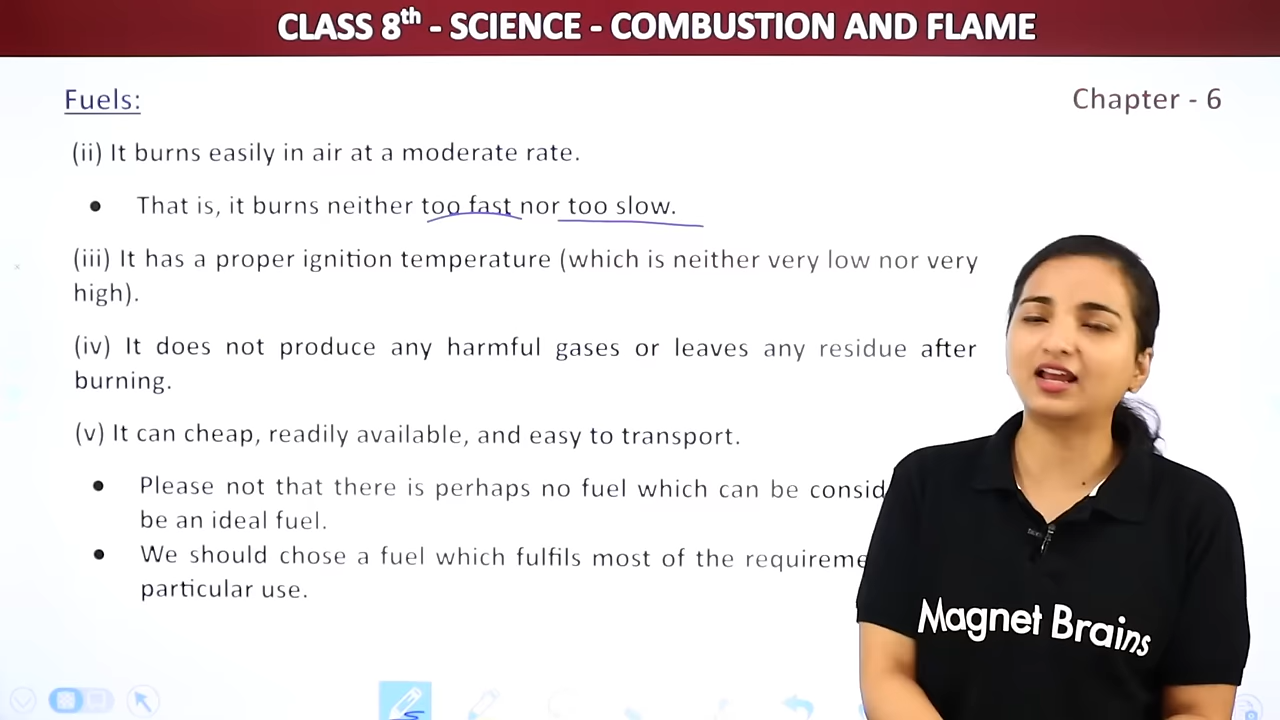 CLASS 8th - SCIENCE - COMBUSTION AND FLAME
Fuels:
Chapter - 6
(ii) It burns easily in air at a moderate rate.
● That is, it burns neither too fast nor too slow.
(iii) It has a proper ignition temperature (which is neither very low nor very
high).
(iv) It does not produce any harmful gases or leaves any residue after
burning.
(v) It can cheap, readily available, and easy to transport.
● Please not that there is perhaps no fuel which can be consid
be an ideal fuel.
● We should chose a fuel which fulfils most of the requireme
particular use.
Magnet Brains